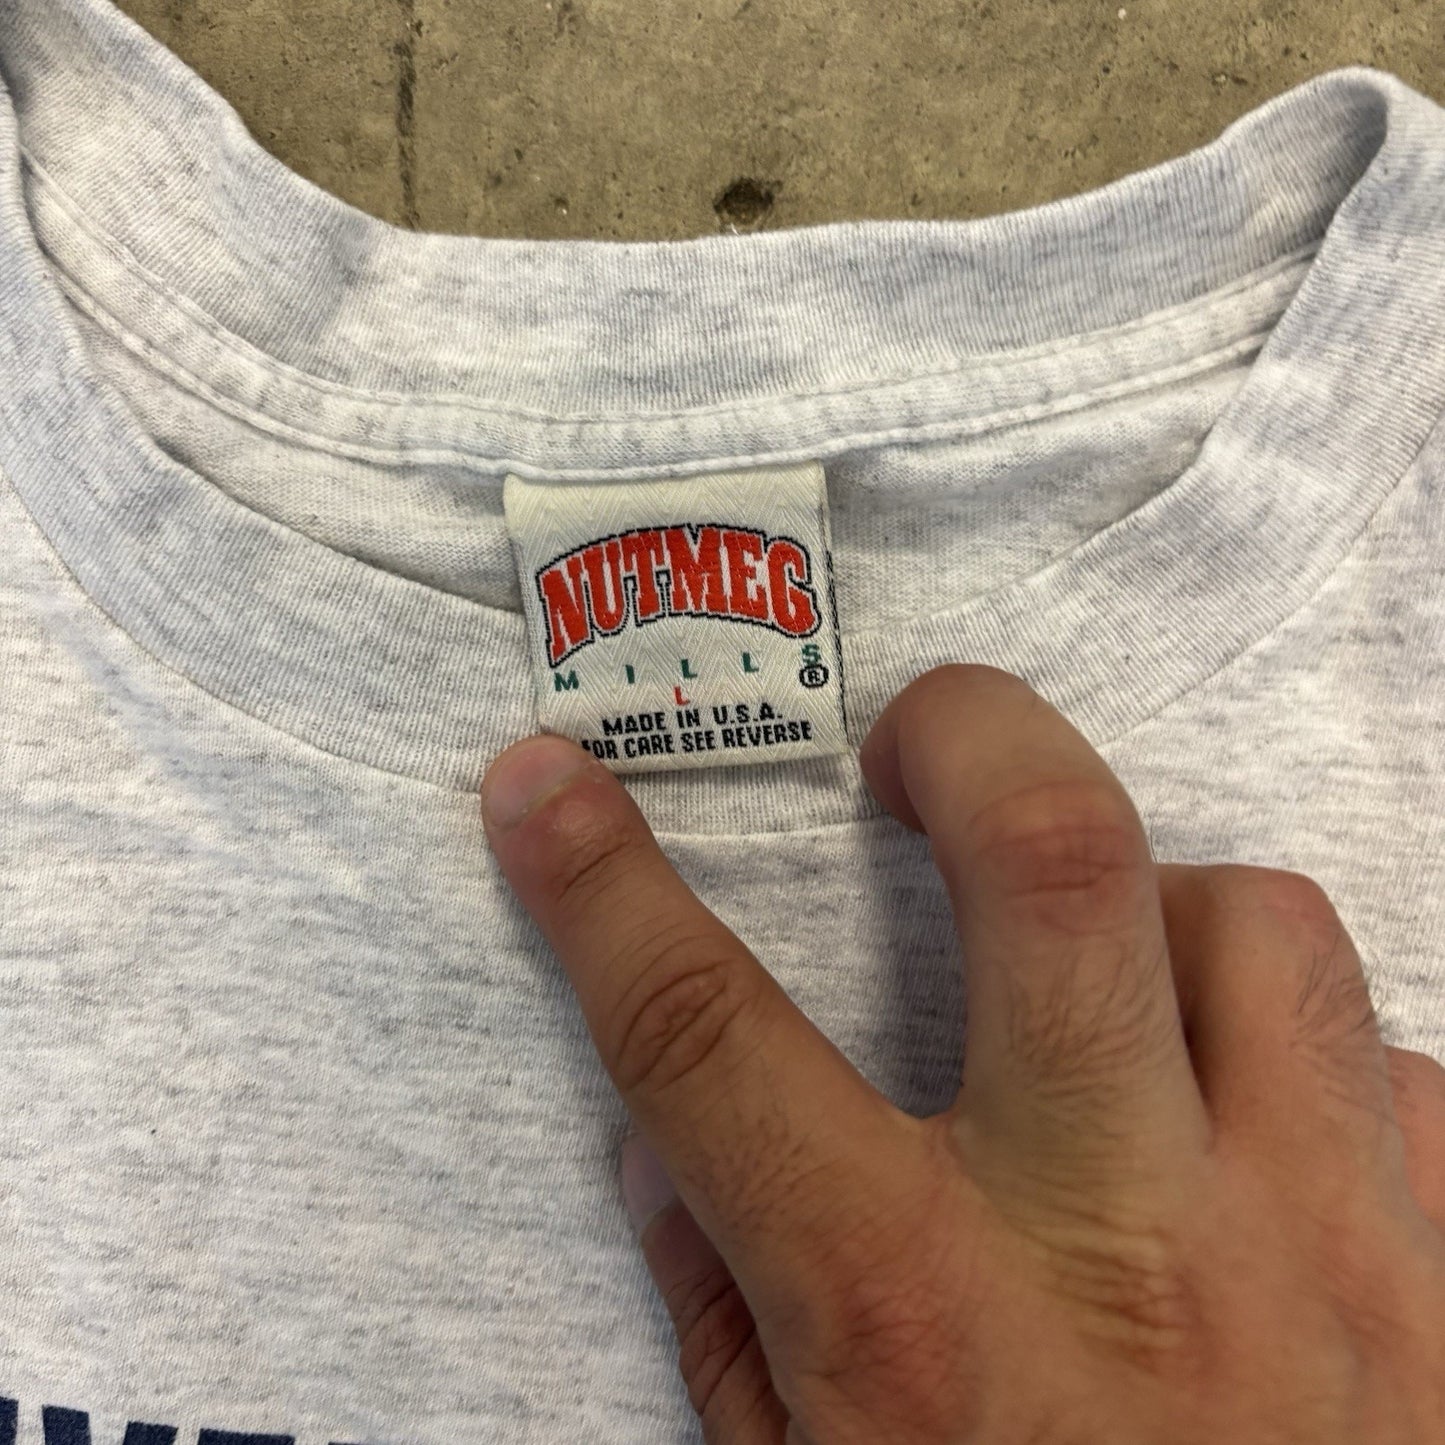 NUTMEG
MILLS ®
L
MADE IN U.S.A.
FOR CARE SEE REVERSE